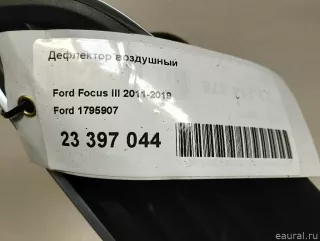 Дефлектор воздушный
Ford Focus III 2011-2019
Ford 1795907
23 397 044
eaural.ru